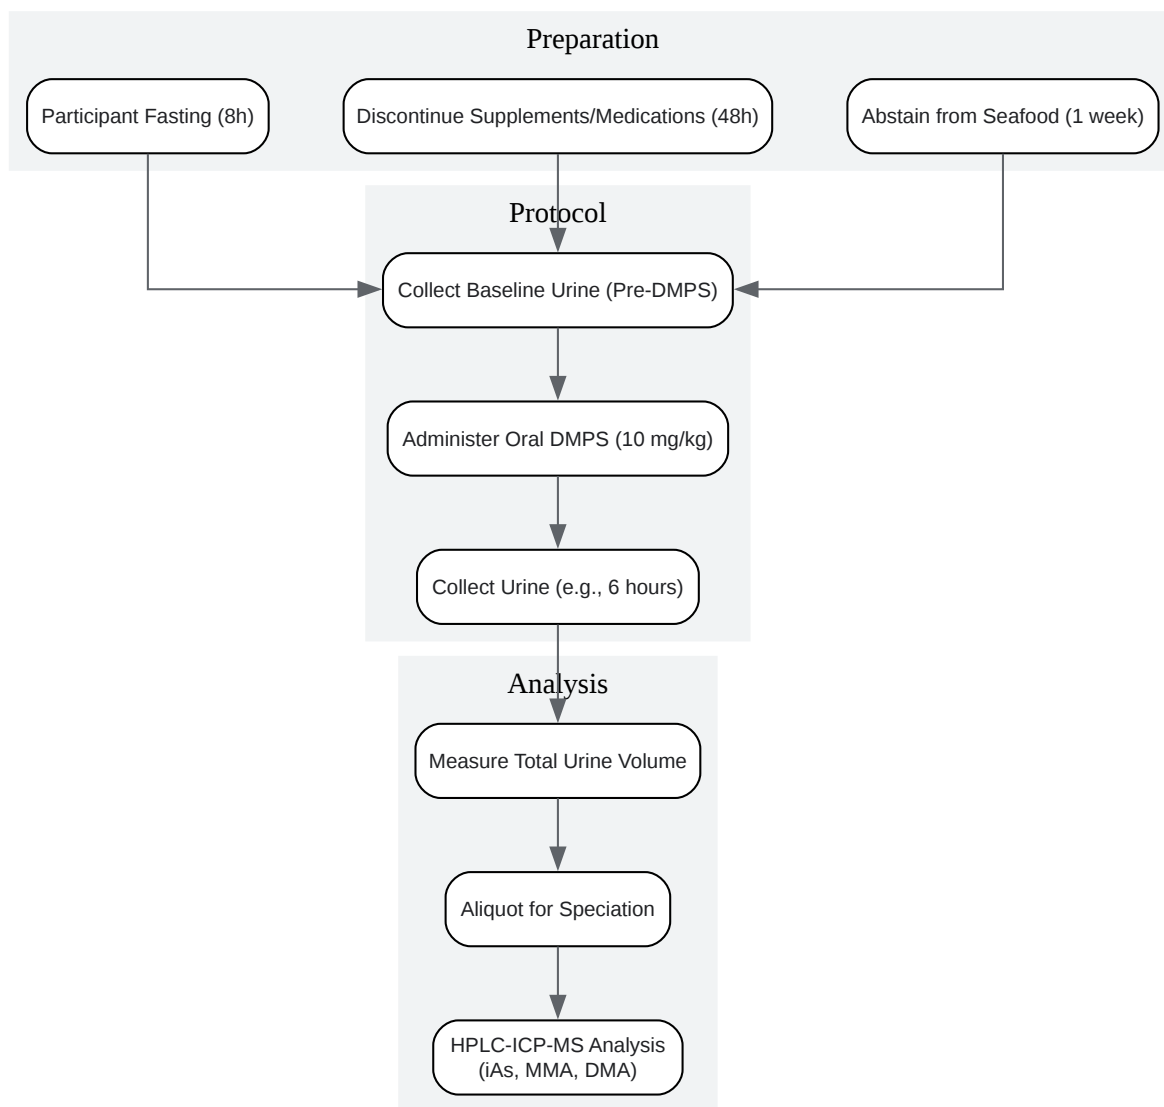 Preparation
Participant Fasting (8h)
Discontinue Supplements/Medications (48h)
Abstain from Seafood (1 week)
Protocol
Collect Baseline Urine (Pre-DMPS)
Administer Oral DMPS (10 mg/kg)
Collect Urine (e.g., 6 hours)
Analysis
Measure Total Urine Volume
Aliquot for Speciation
HPLC-ICP-MS Analysis
(iAs, MMA, DMA)